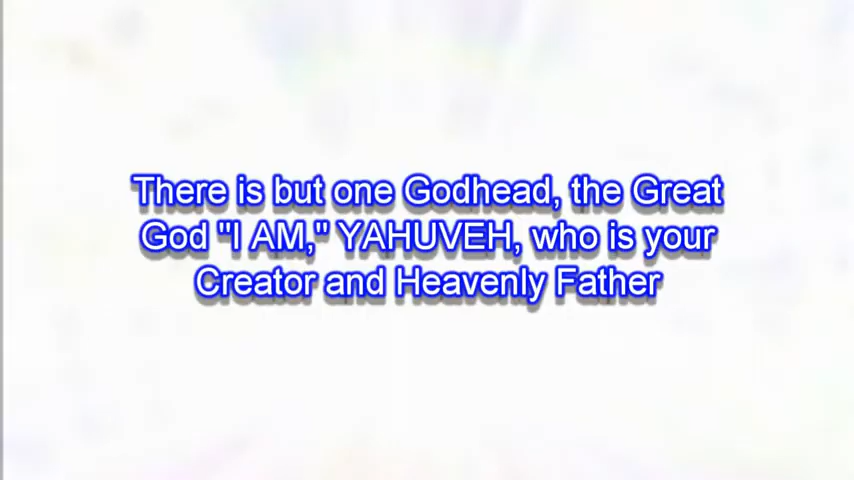 There is but one Godhead, the Great
God "I AM," YAHUVEH, who is your
Creator and Heavenly Father